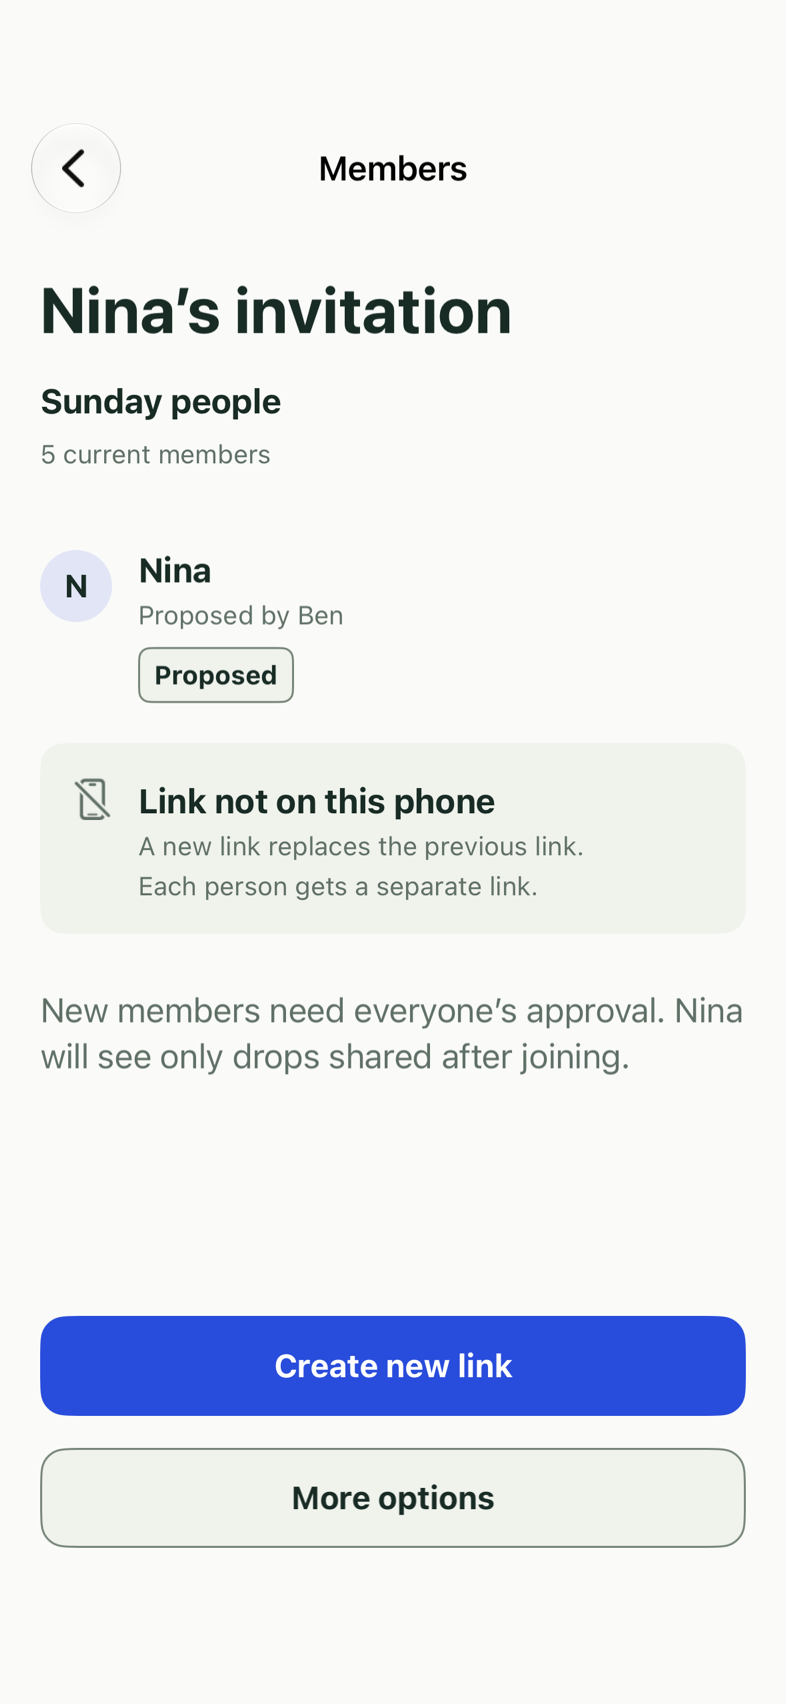 Members
Nina’s invitation
Sunday people
5 current members
N
Nina
Proposed by Ben
Proposed
Link not on this phone
A new link replaces the previous link.
Each person gets a separate link.
New members need everyone’s approval. Nina
will see only drops shared after joining.
Create new link
More options